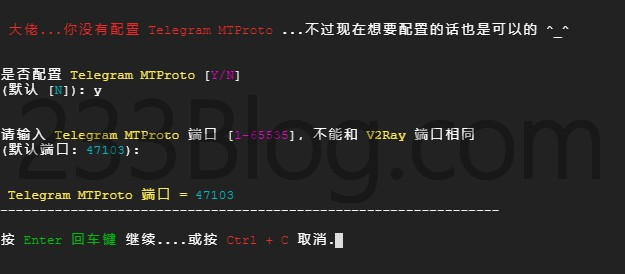 大佬...你没有配置 Telegram MTProto ...不过现在想要配置的话也是可以的 ^_^
是否配置 Telegram MTProto [Y/N]
(默认 [N]): y
请输入 Telegram MTProto 端口 [1-65535], 不能和 V2Ray 端口相同
(默认端口: 47103):
233Blog.com
Telegram MTProto 端口 = 47103
----------------------------------------------------------------
按 Enter 回车键 继续....或按 Ctrl + C 取消.